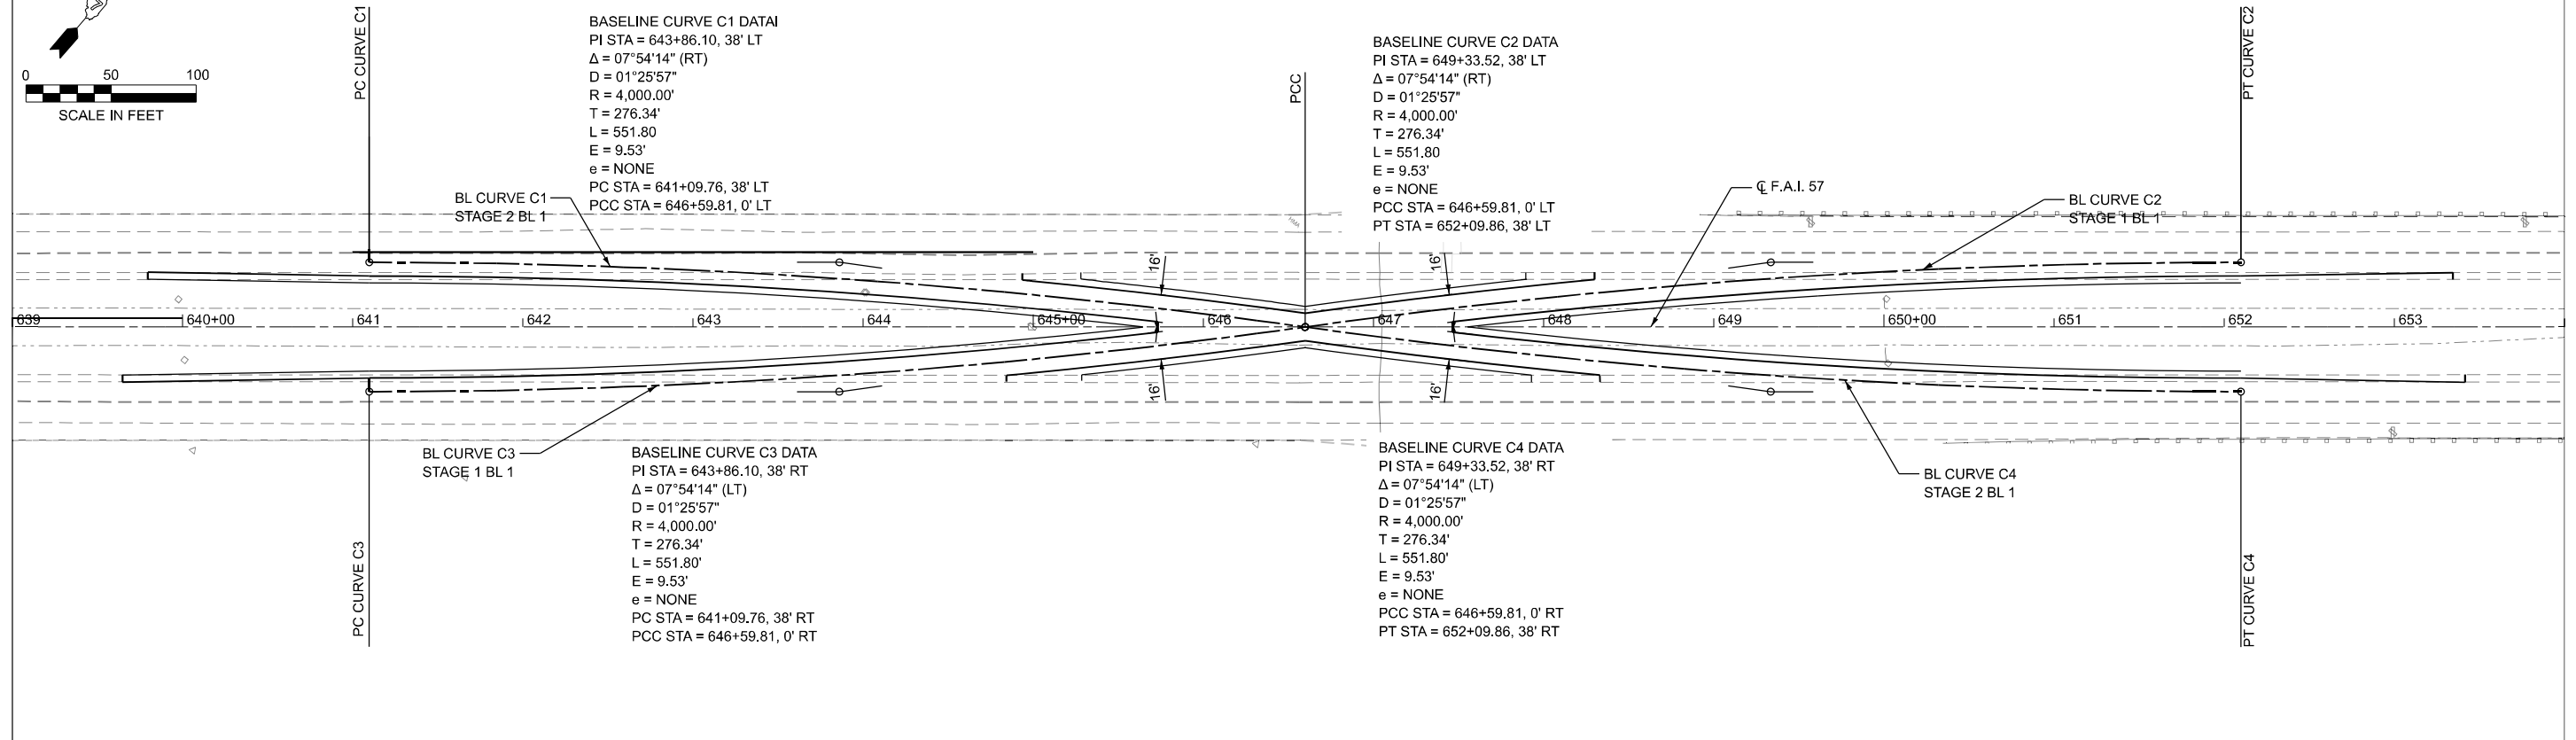 0 50 100
SCALE IN FEET
PC CURVE C1
BASELINE CURVE C1 DATAI
PI STA = 643+86.10, 38' LT
Δ = 07°54'14" (RT)
D = 01°25'57"
R = 4,000.00'
T = 276.34'
L = 551.80
E = 9.53'
e = NONE
PC STA = 641+09.76, 38' LT
PCC STA = 646+59.81, 0' LT
BL CURVE C1
STAGE 2 BL 1
PCC
BASELINE CURVE C2 DATA
PI STA = 649+33.52, 38' LT
Δ = 07°54'14" (RT)
D = 01°25'57"
R = 4,000.00'
T = 276.34'
L = 551.80
E = 9.53'
e = NONE
PCC STA = 646+59.81, 0' LT
PT STA = 652+09.86, 38' LT
℄ F.A.I. 57
BL CURVE C2
STAGE 1 BL 1
PT CURVE C2
HMA
16'
16'
639 640+00 641 642 643 644 645+00 646 647 648 649 650+00 651 652 653
16'
16'
BL CURVE C3
STAGE 1 BL 1
PC CURVE C3
BASELINE CURVE C3 DATA
PI STA = 643+86.10, 38' RT
Δ = 07°54'14" (LT)
D = 01°25'57"
R = 4,000.00'
T = 276.34'
L = 551.80'
E = 9.53'
e = NONE
PC STA = 641+09.76, 38' RT
PCC STA = 646+59.81, 0' RT
BASELINE CURVE C4 DATA
PI STA = 649+33.52, 38' RT
Δ = 07°54'14" (LT)
D = 01°25'57"
R = 4,000.00'
T = 276.34'
L = 551.80'
E = 9.53'
e = NONE
PCC STA = 646+59.81, 0' RT
PT STA = 652+09.86, 38' RT
BL CURVE C4
STAGE 2 BL 1
PT CURVE C4